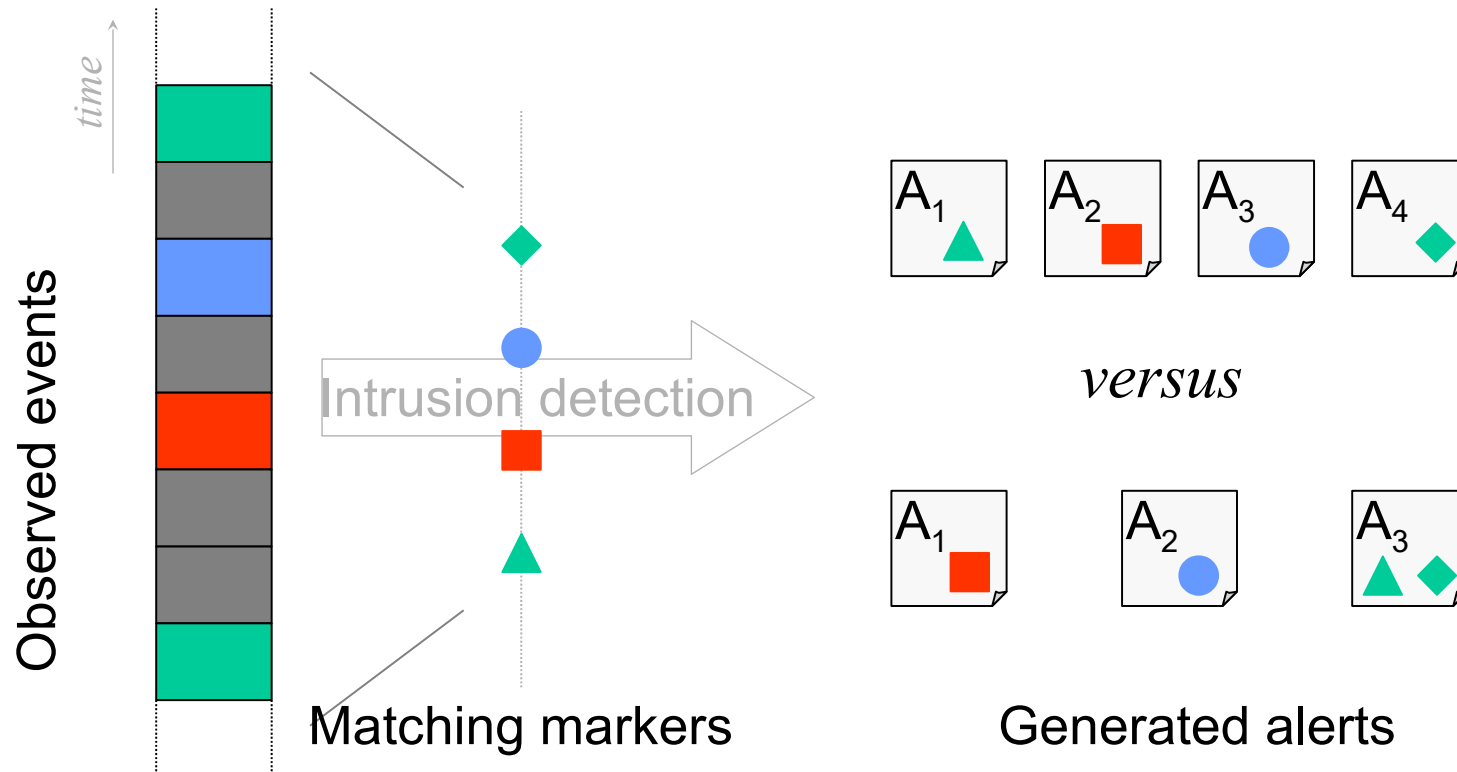 time
Observed events
Intrusion detection
Matching markers
A1
A2
A3
A4
versus
A1
A2
A3
Generated alerts